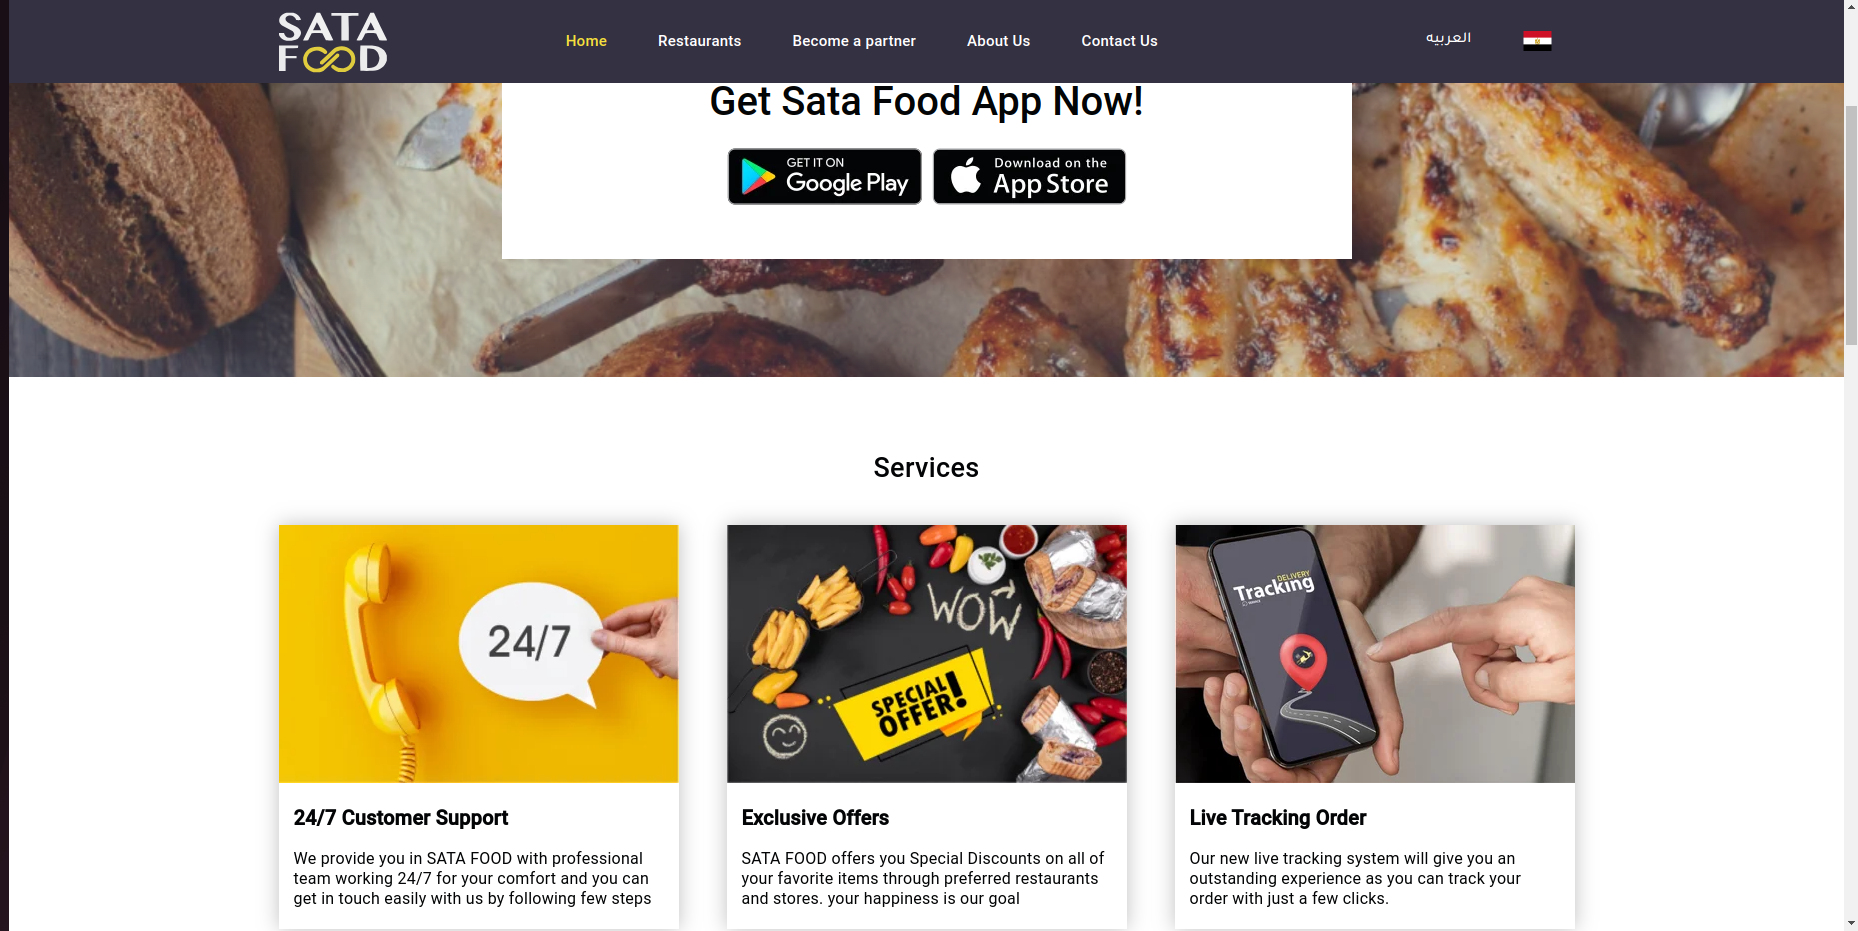 SATA
FOOD
Home
Restaurants
Become a partner
About Us
Contact Us
العربيه
Get Sata Food App Now!
GET IT ON
Google Play
Download on the
App Store
Services
24/7
WOW
SPECIAL
OFFER!
DELIVERY
Tracking
24/7 Customer Support
We provide you in SATA FOOD with professional
team working 24/7 for your comfort and you can
get in touch easily with us by following few steps
Exclusive Offers
SATA FOOD offers you Special Discounts on all of
your favorite items through preferred restaurants
and stores. your happiness is our goal
Live Tracking Order
Our new live tracking system will give you an
outstanding experience as you can track your
order with just a few clicks.